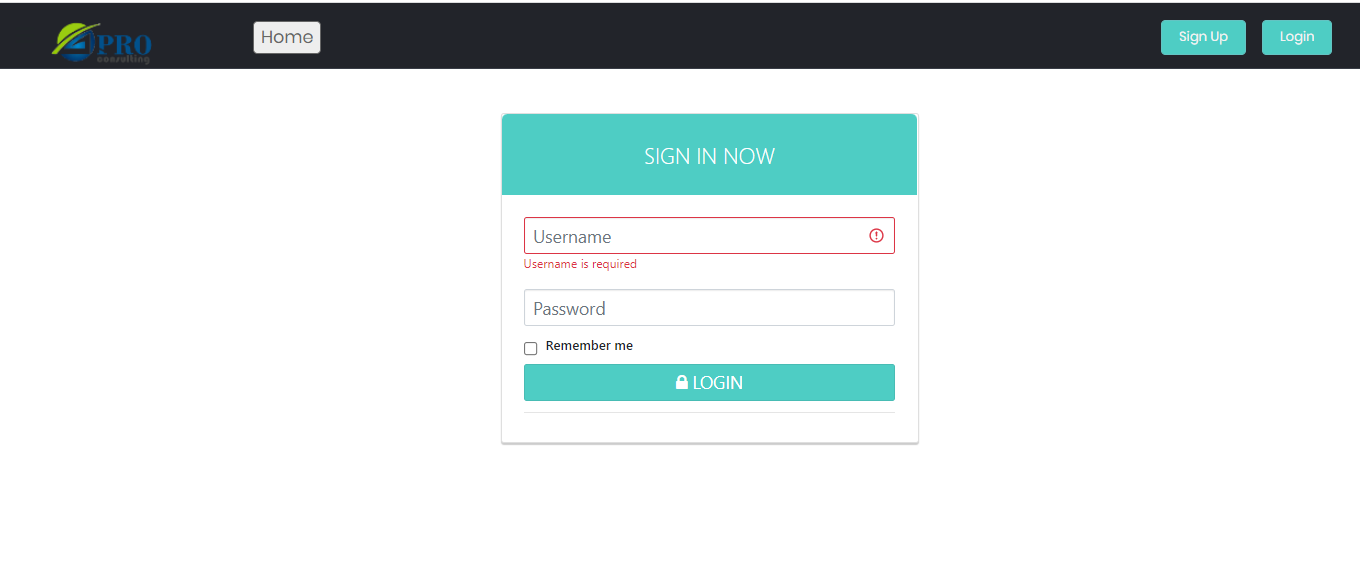 PRO
consulting
Home
Sign Up
Login
SIGN IN NOW
Username
Username is required
Password
Remember me
LOGIN